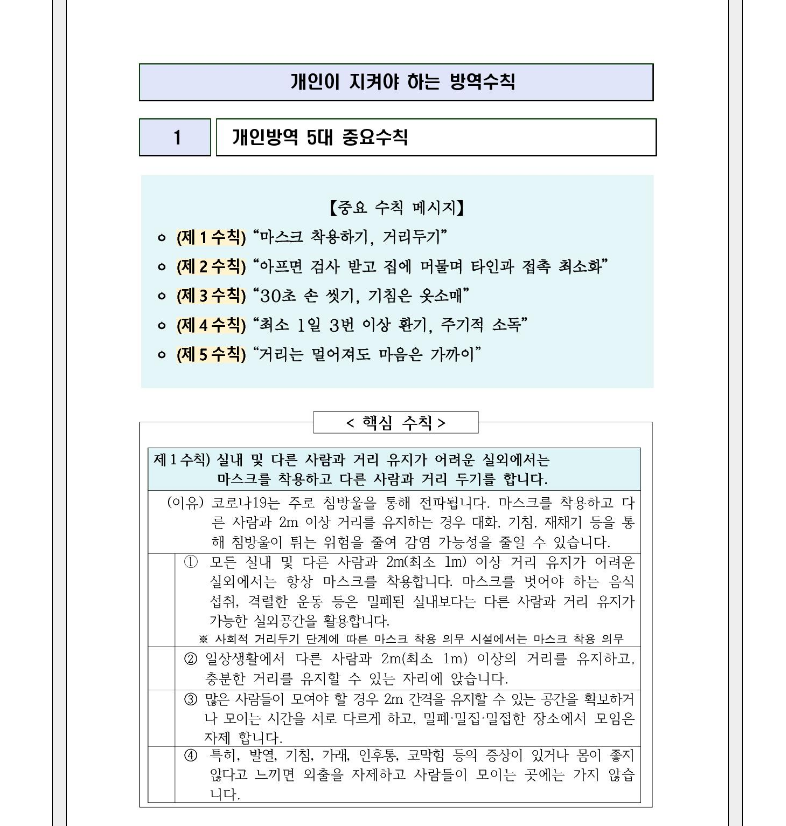 개인이 지켜야 하는 방역수칙
1 개인방역 5대 중요수칙
【중요 수칙 메시지】
ㅇ (제1수칙) “마스크 착용하기, 거리두기”
ㅇ (제2수칙) “아프면 검사 받고 집에 머물며 타인과 접촉 최소화”
ㅇ (제3수칙) “30초 손 씻기, 기침은 옷소매”
ㅇ (제4수칙) “최소 1일 3번 이상 환기, 주기적 소독”
ㅇ (제5수칙) “거리는 멀어져도 마음은 가까이”
< 핵심 수칙 >
제1수칙) 실내 및 다른 사람과 거리 유지가 어려운 실외에서는
마스크를 착용하고 다른 사람과 거리 두기를 합니다.
(이유) 코로나19는 주로 침방울을 통해 전파됩니다. 마스크를 착용하고 다
른 사람과 2m 이상 거리를 유지하는 경우 대화, 기침, 재채기 등을 통
해 침방울이 튀는 위험을 줄여 감염 가능성을 줄일 수 있습니다.
① 모든 실내 및 다른 사람과 2m(최소 1m) 이상 거리 유지가 어려운
실외에서는 항상 마스크를 착용합니다. 마스크를 벗어야 하는 음식
섭취, 격렬한 운동 등은 밀폐된 실내보다는 다른 사람과 거리 유지가
가능한 실외공간을 활용합니다.
※ 사회적 거리두기 단계에 따른 마스크 착용 의무 시설에서는 마스크 착용 의무
② 일상생활에서 다른 사람과 2m(최소 1m) 이상의 거리를 유지하고,
충분한 거리를 유지할 수 있는 자리에 앉습니다.
③ 많은 사람들이 모여야 할 경우 2m 간격을 유지할 수 있는 공간을 확보하거
나 모이는 시간을 서로 다르게 하고, 밀폐·밀집·밀접한 장소에서 모임은
자제 합니다.
④ 특히, 발열, 기침, 가래, 인후통, 코막힘 등의 증상이 있거나 몸이 좋지
않다고 느끼면 외출을 자제하고 사람들이 모이는 곳에는 가지 않습
니다.